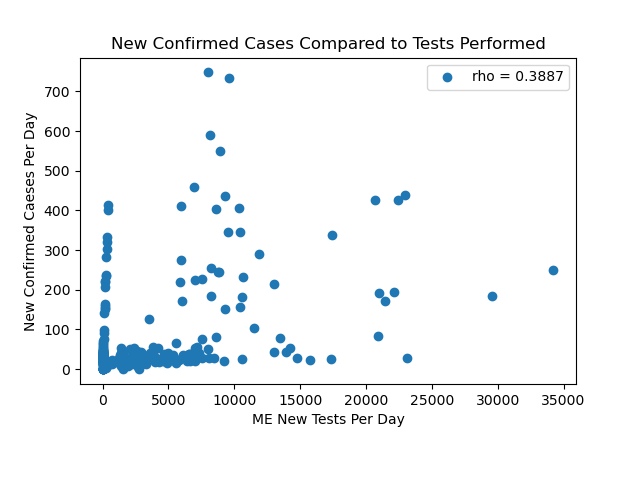 New Confirmed Cases Compared to Tests Performed
rho = 0.3887
New Confirmed Caeses Per Day
700
600
500
400
300
200
100
0
0 5000 10000 15000 20000 25000 30000 35000
ME New Tests Per Day